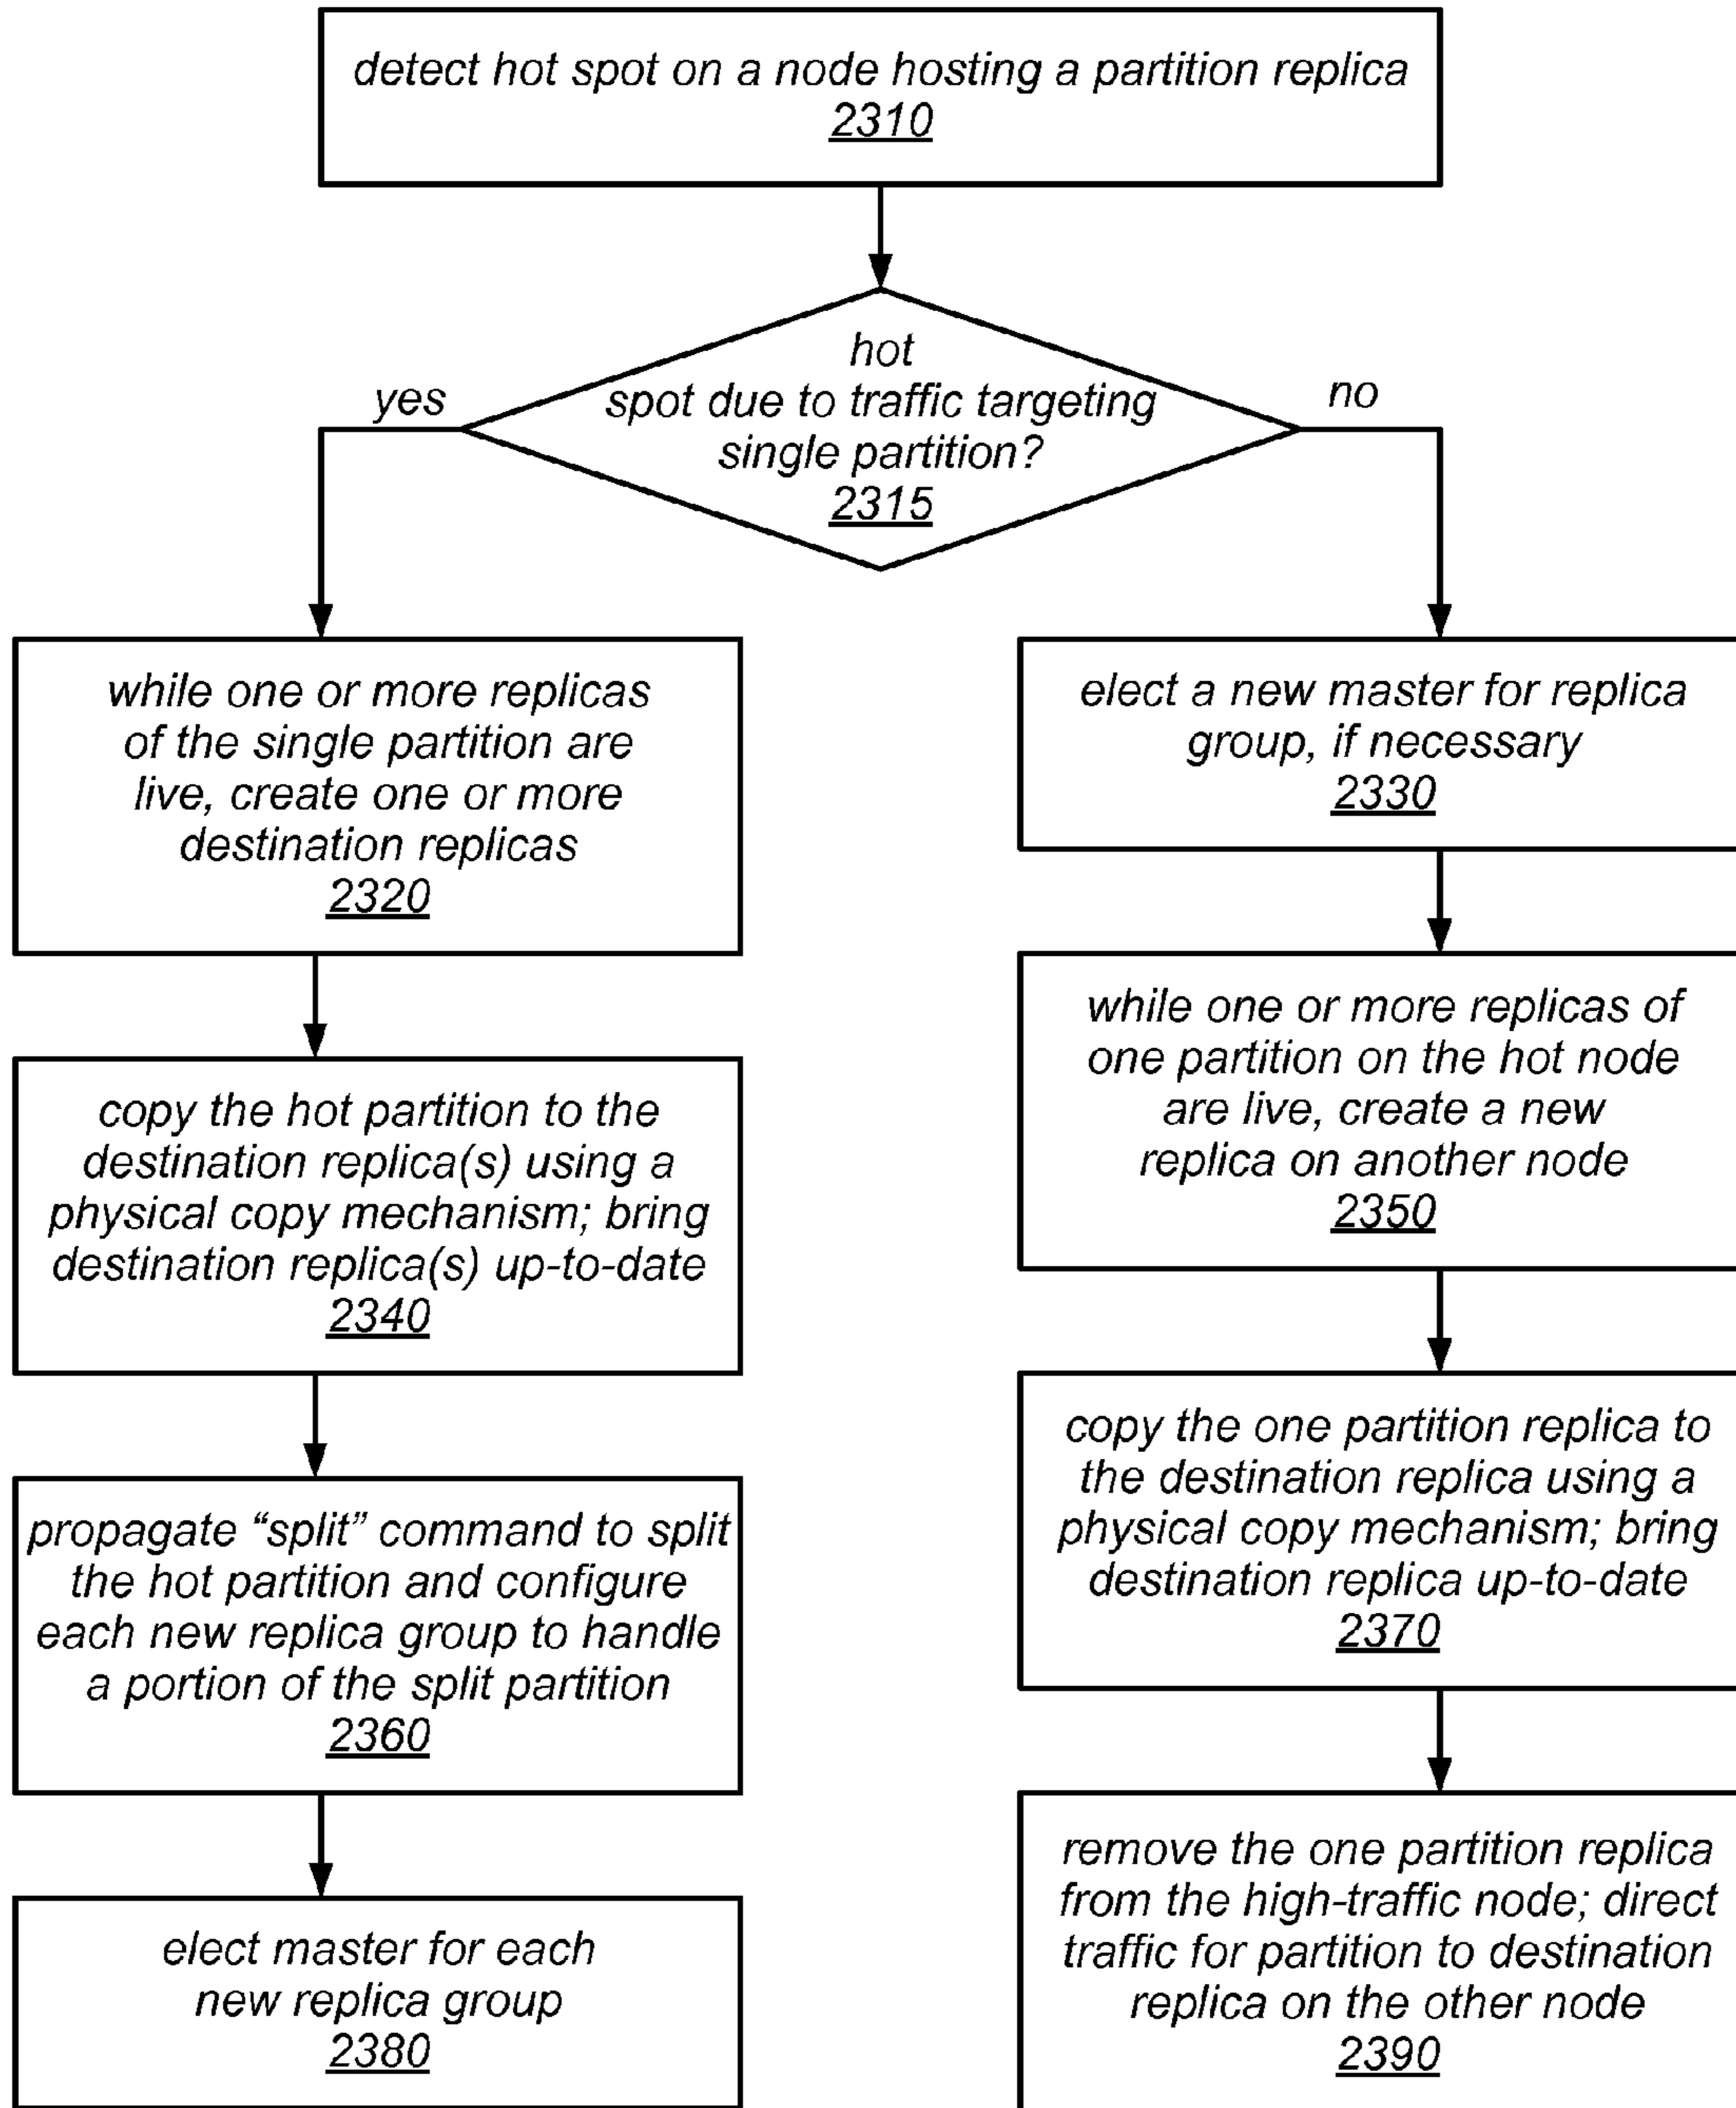 detect hot spot on a node hosting a partition replica
2310
hot
spot due to traffic targeting
single partition?
2315
yes
no
while one or more replicas
of the single partition are
live, create one or more
destination replicas
2320
copy the hot partition to the
destination replica(s) using a
physical copy mechanism; bring
destination replica(s) up-to-date
2340
propagate “split” command to split
the hot partition and configure
each new replica group to handle
a portion of the split partition
2360
elect master for each
new replica group
2380
elect a new master for replica
group, if necessary
2330
while one or more replicas of
one partition on the hot node
are live, create a new
replica on another node
2350
copy the one partition replica to
the destination replica using a
physical copy mechanism; bring
destination replica up-to-date
2370
remove the one partition replica
from the high-traffic node; direct
traffic for partition to destination
replica on the other node
2390